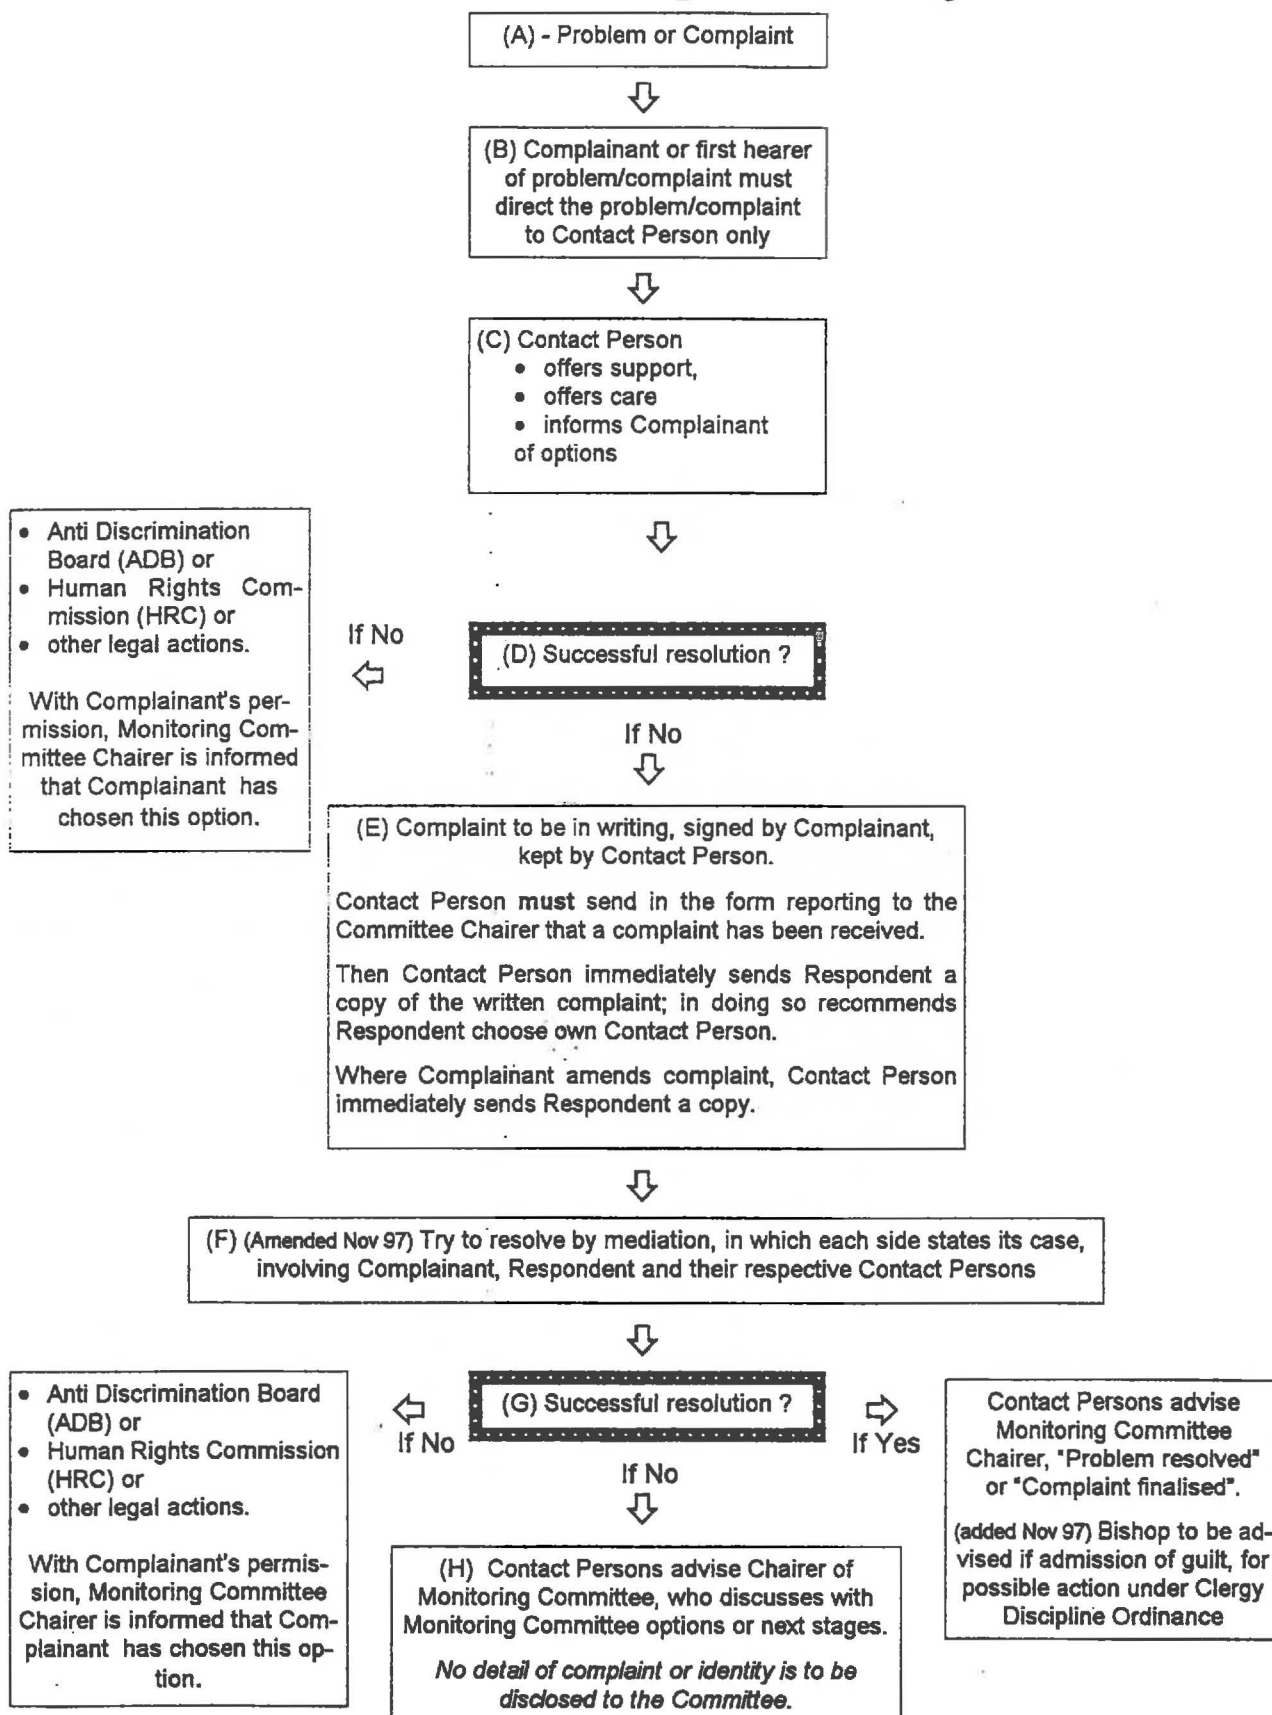 (A) - Problem or Complaint
(B) Complainant or first hearer
of problem/complaint must
direct the problem/complaint
to Contact Person only
(C) Contact Person
• offers support,
• offers care
• informs Complainant
of options
• Anti Discrimination
Board (ADB) or
• Human Rights Com-
mission (HRC) or
• other legal actions.
With Complainant's per-
mission, Monitoring Com-
mittee Chairer is informed
that Complainant has
chosen this option.
If No
(D) Successful resolution ?
If No
(E) Complaint to be in writing, signed by Complainant,
kept by Contact Person.
Contact Person must send in the form reporting to the
Committee Chairer that a complaint has been received.
Then Contact Person immediately sends Respondent a
copy of the written complaint; in doing so recommends
Respondent choose own Contact Person.
Where Complainant amends complaint, Contact Person
immediately sends Respondent a copy.
(F) (Amended Nov 97) Try to resolve by mediation, in which each side states its case,
involving Complainant, Respondent and their respective Contact Persons
• Anti Discrimination Board
(ADB) or
• Human Rights Commission
(HRC) or
• other legal actions.
With Complainant's permis-
sion, Monitoring Committee
Chairer is informed that Com-
plainant has chosen this op-
tion.
If No
(G) Successful resolution ?
If Yes
If No
Contact Persons advise
Monitoring Committee
Chairer, "Problem resolved"
or "Complaint finalised".
(added Nov 97) Bishop to be ad-
vised if admission of guilt, for
possible action under Clergy
Discipline Ordinance
(H) Contact Persons advise Chairer of
Monitoring Committee, who discusses with
Monitoring Committee options or next stages.
No detail of complaint or identity is to be
disclosed to the Committee.